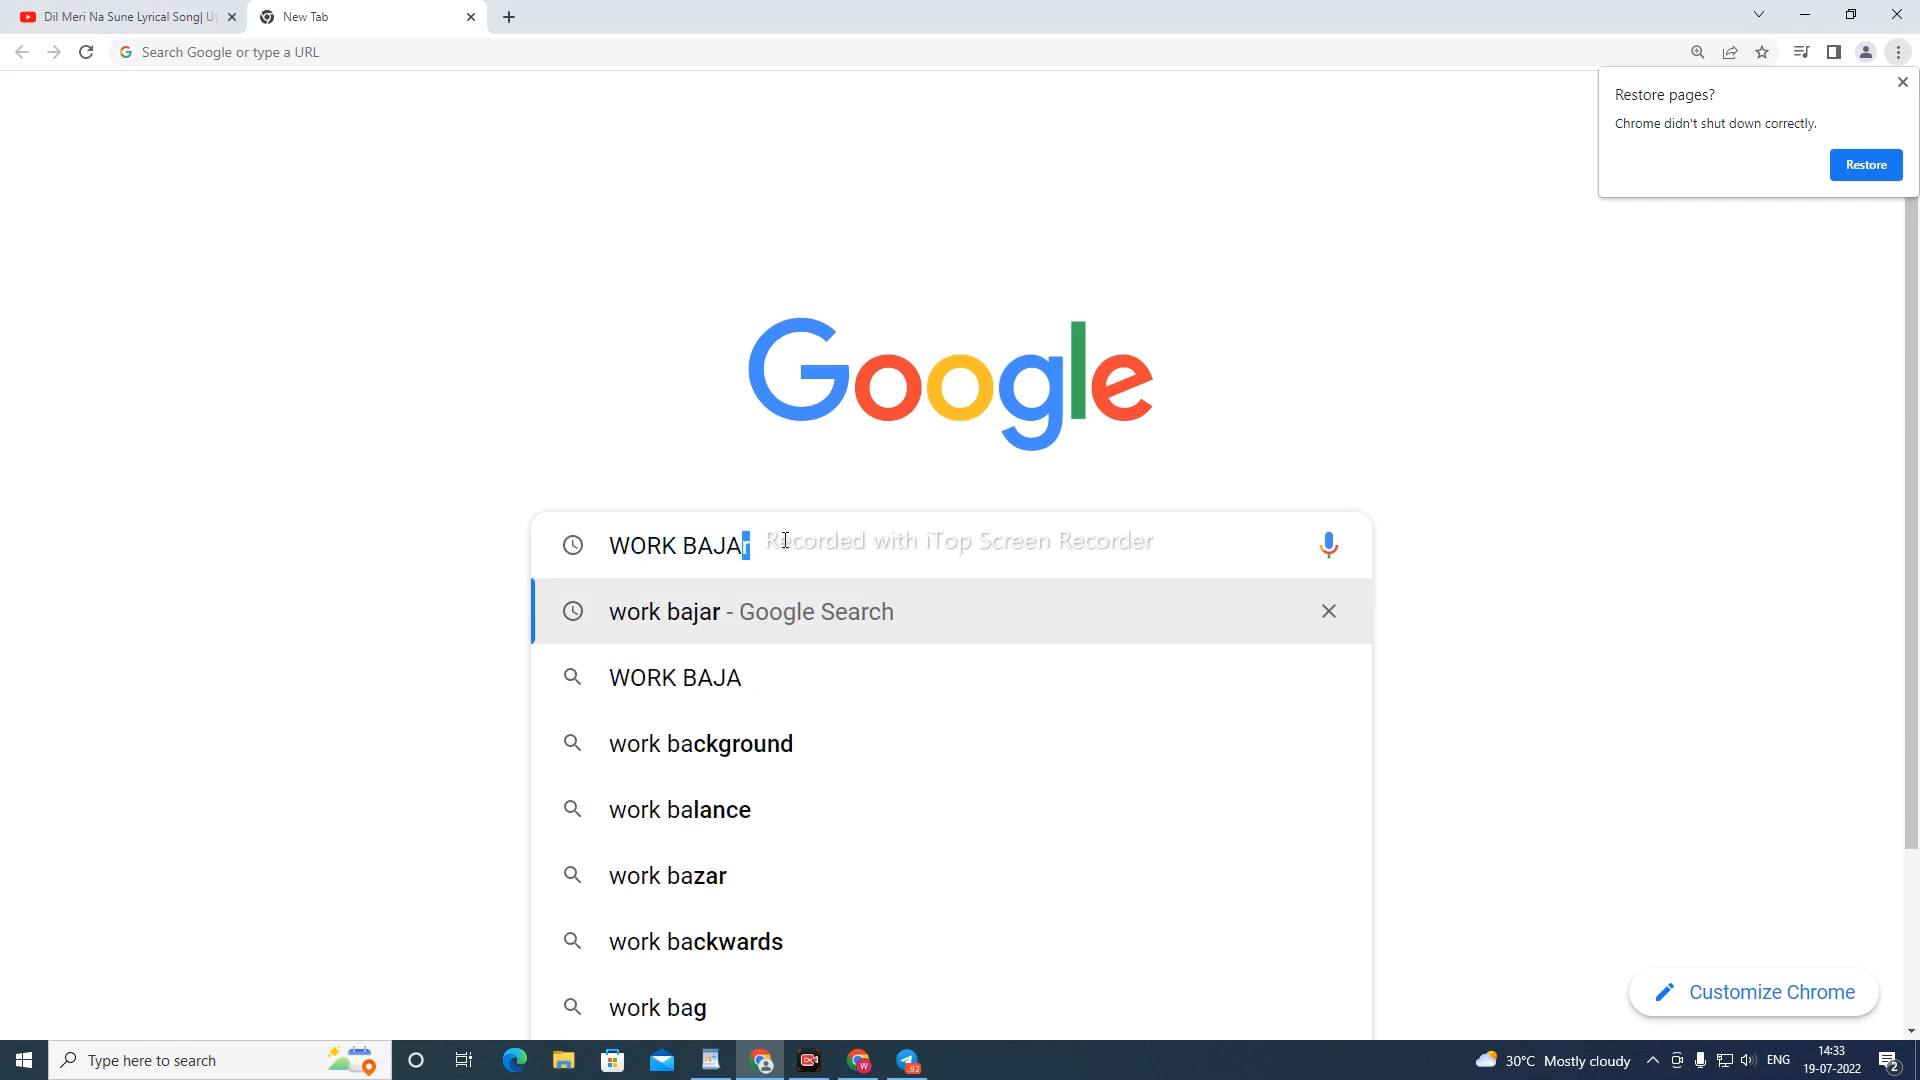 Dil Meri Na Sune Lyrical Song| Ut
New Tab
Search Google or type a URL
Restore pages?
Chrome didn't shut down correctly.
Restore
Google
WORK BAJAr
Recorded with iTop Screen Recorder
work bajar - Google Search
WORK BAJA
work background
work balance
work bazar
work backwards
work bag
Customize Chrome
Type here to search
92
30°C Mostly cloudy
ENG
14:33
19-07-2022
2